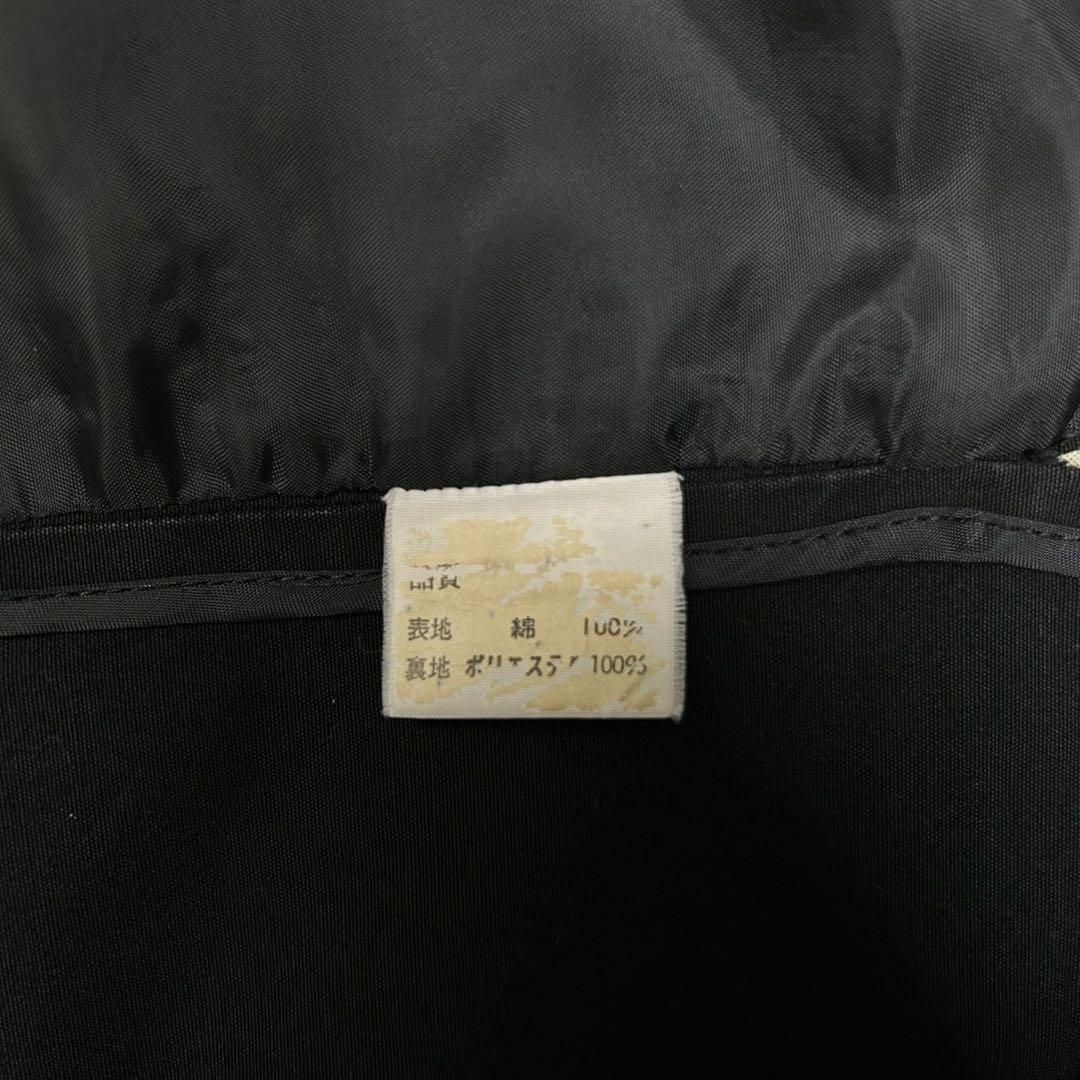 品質
表地 綿 100%
裏地 ポリエステル 100%